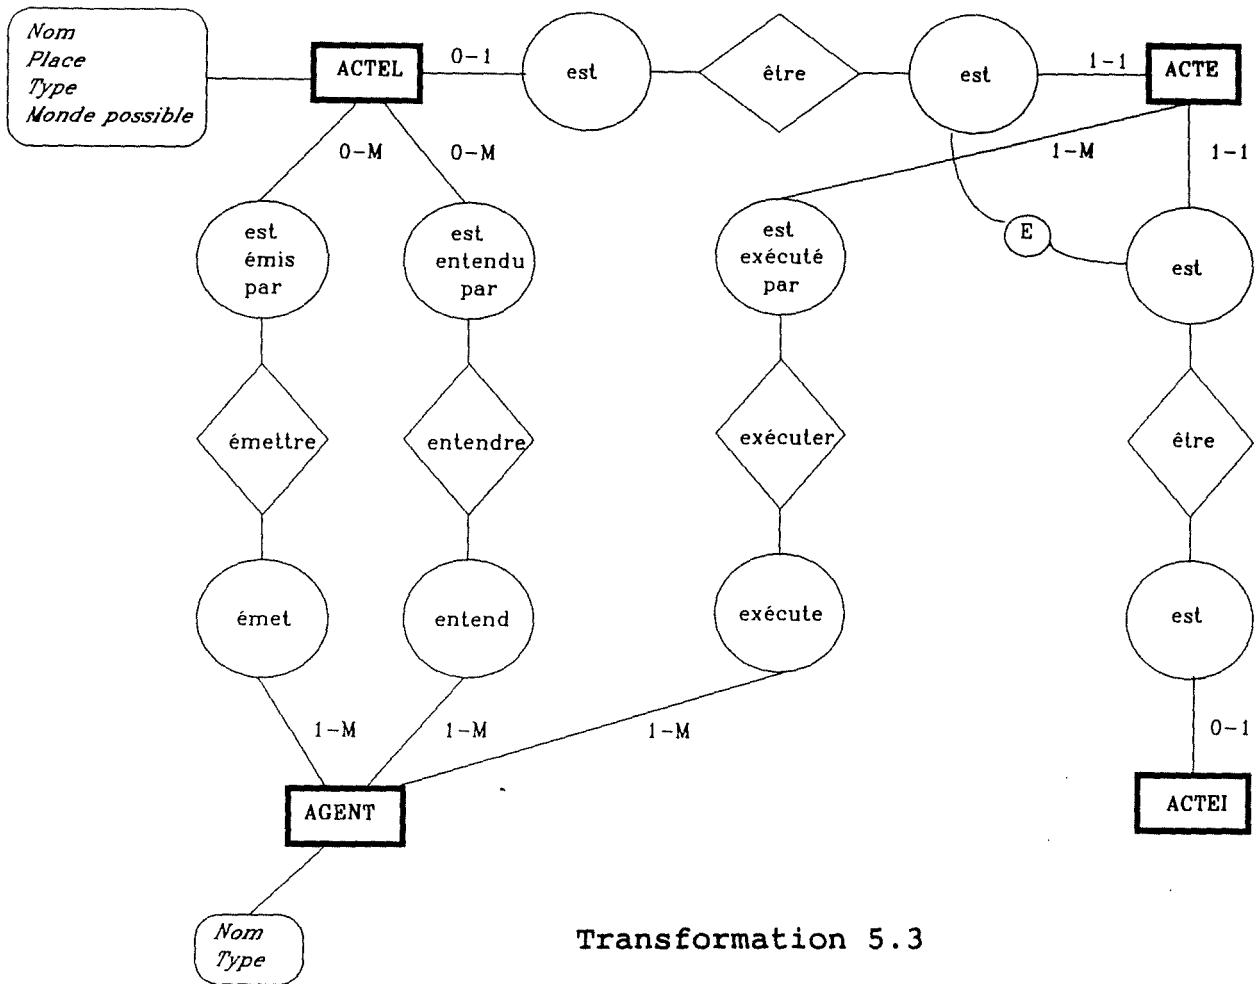 Nom
Place
Type
Monde possible
ACTEL
0-1
est
être
est
1-1
ACTE
0-M
0-M
1-M
1-1
est
émis
par
est
entendu
par
est
exécuté
par
E
est
émettre
entendre
exécuter
être
émet
entend
exécute
est
1-M
1-M
1-M
0-1
AGENT
ACTEI
Nom
Type
Transformation 5.3